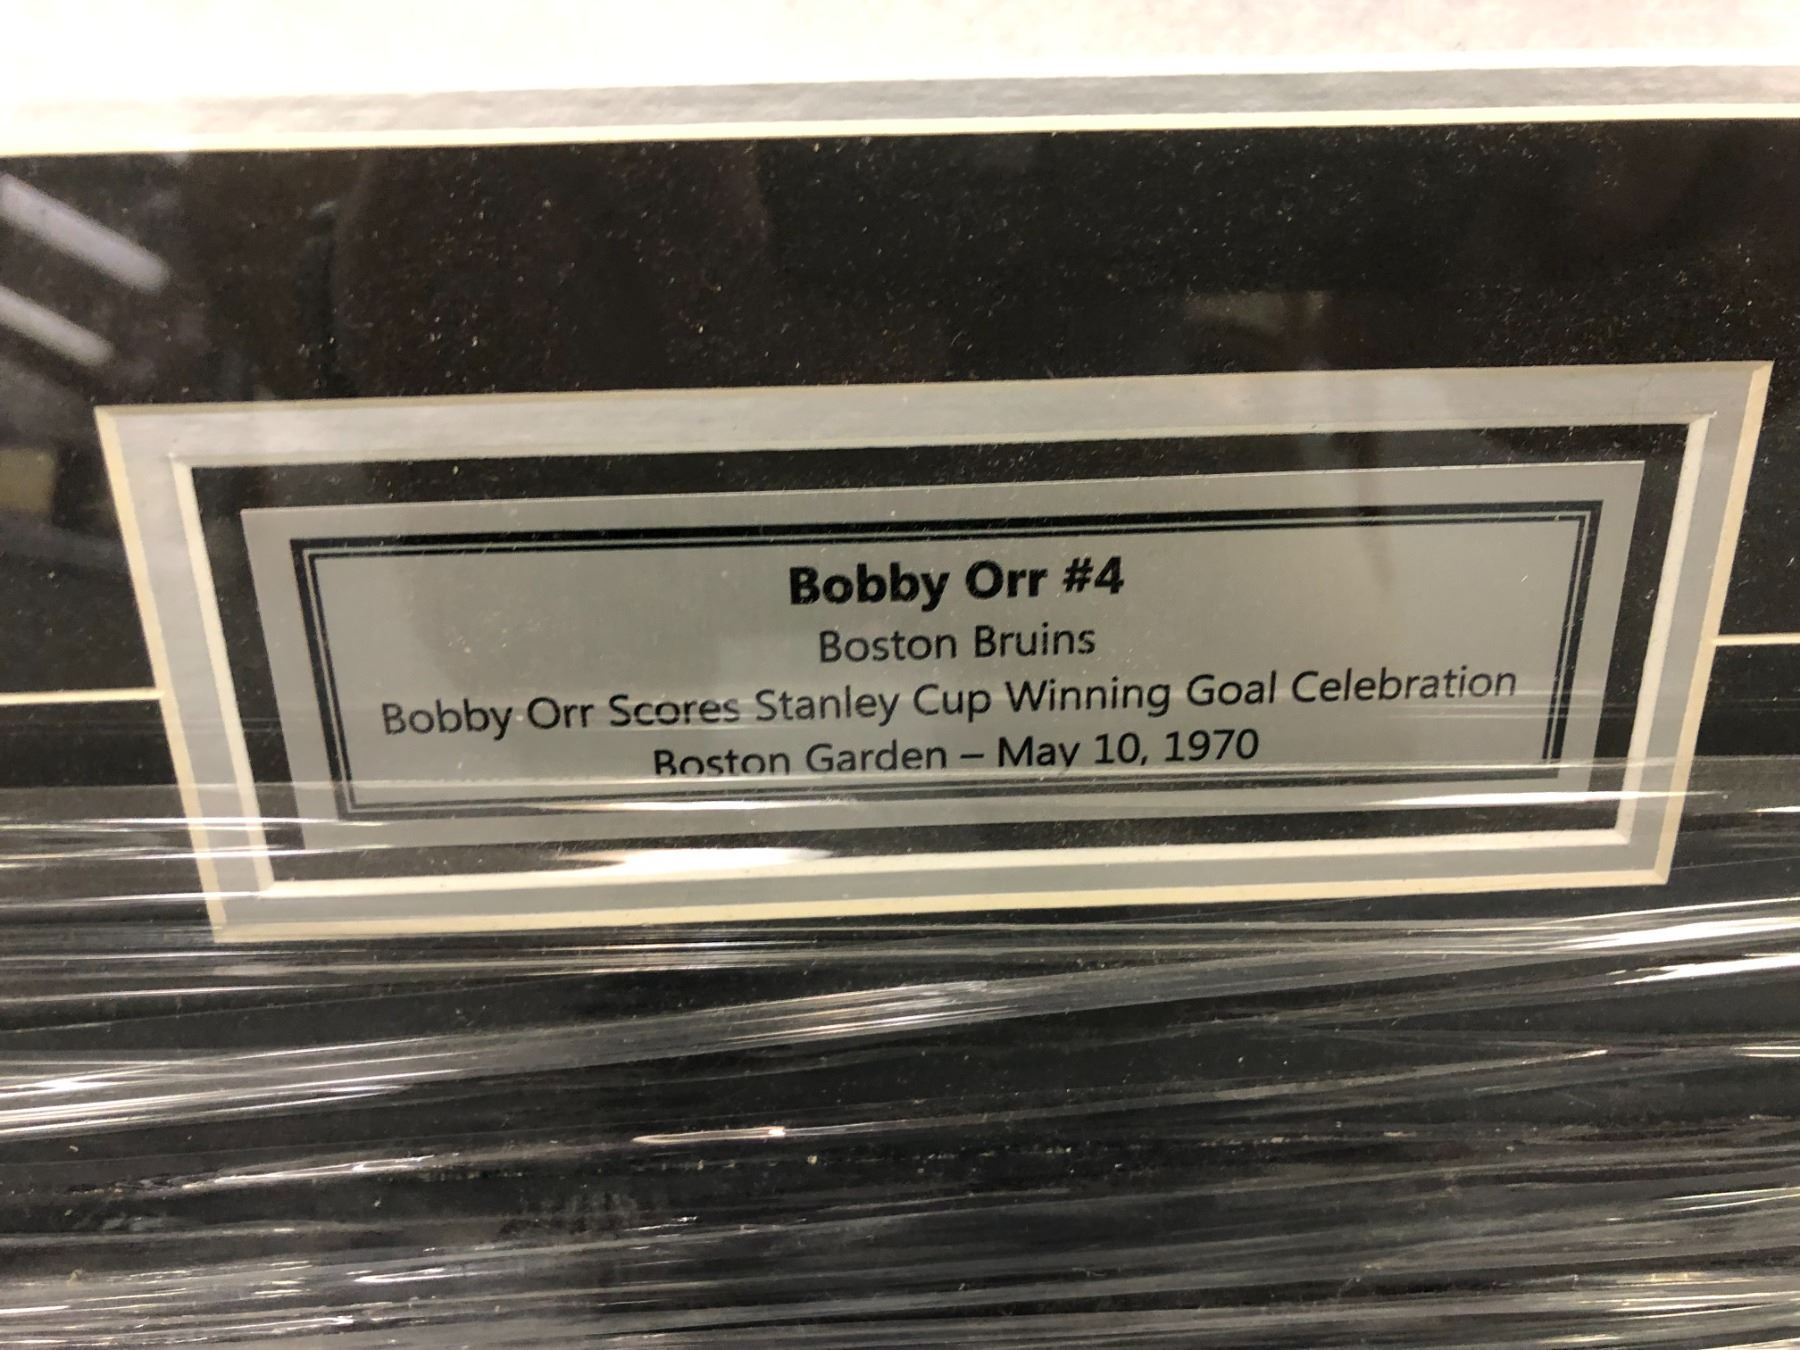 Bobby Orr #4
Boston Bruins
Bobby Orr Scores Stanley Cup Winning Goal Celebration
Boston Garden – May 10, 1970